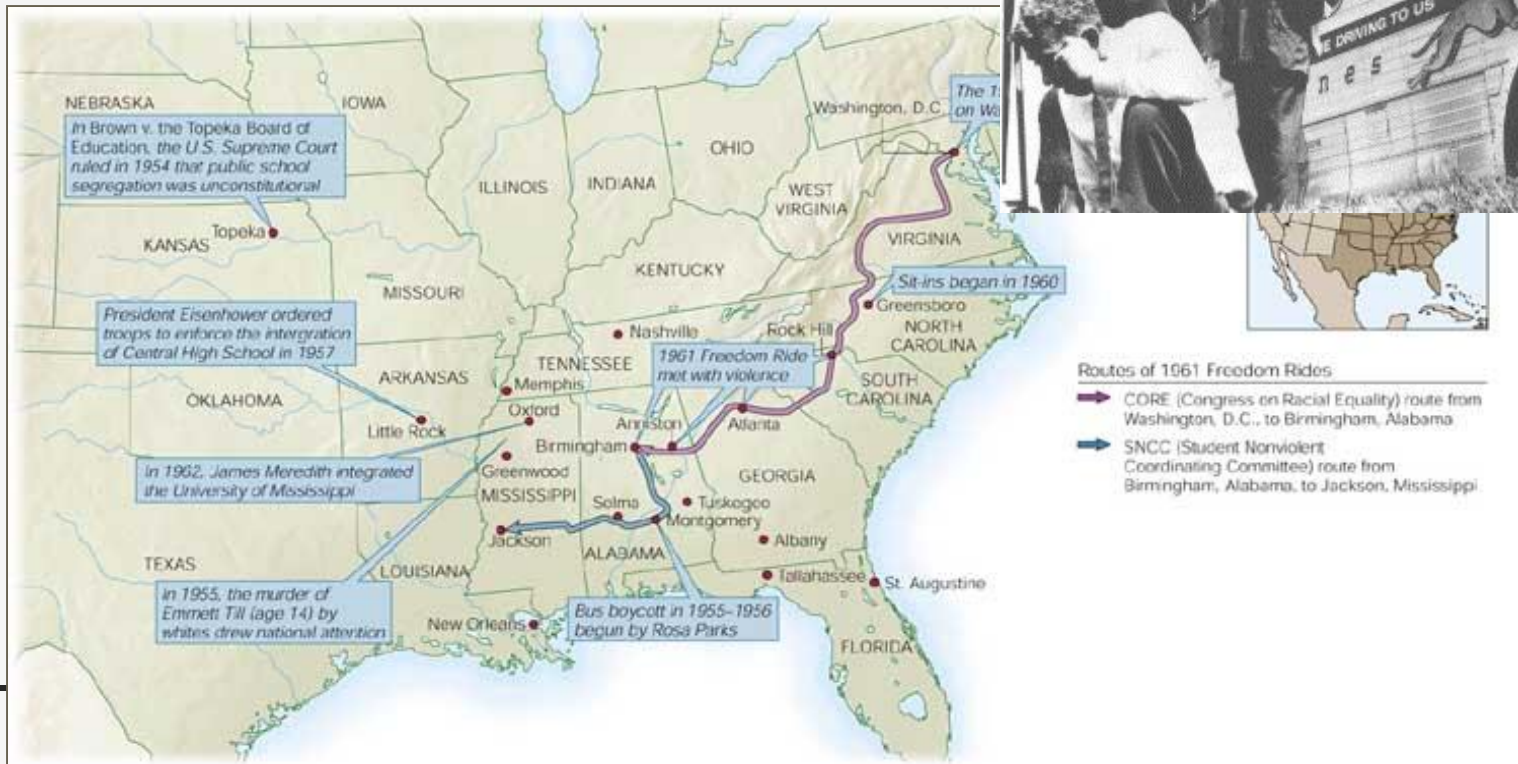 NEBRASKA
IOWA
In Brown v. the Topeka Board of
Education, the U.S. Supreme Court
ruled in 1954 that public school
segregation was unconstitutional
Topeka
KANSAS
ILLINOIS
INDIANA
OHIO
WEST
VIRGINIA
Washington, D.C.
The
on
E DRIVING TO US
nes
VIRGINIA
KENTUCKY
MISSOURI
Sit-ins began in 1960
Greensboro
NORTH
CAROLINA
President Eisenhower ordered
troops to enforce the intergration
of Central High School in 1957
Nashville
Rock Hill
TENNESSEE
1961 Freedom Ride
met with violence
ARKANSAS
Memphis
SOUTH
CAROLINA
OKLAHOMA
Oxford
Little Rock
Anniston
Atlanta
Birmingham
In 1962, James Meredith integrated
the University of Mississippi
Greenwood
MISSISSIPPI
GEORGIA
Selma
Tuskegee
Montgomery
Jackson
ALABAMA
Albany
TEXAS
LOUISIANA
Tallahassee
St. Augustine
In 1955, the murder of
Emmett Till (age 14) by
whites drew national attention
New Orleans
Bus boycott in 1955–1956
begun by Rosa Parks
FLORIDA
Routes of 1961 Freedom Rides
CORE (Congress on Racial Equality) route from
Washington, D.C., to Birmingham, Alabama
SNCC (Student Nonviolent
Coordinating Committee) route from
Birmingham, Alabama, to Jackson, Mississippi